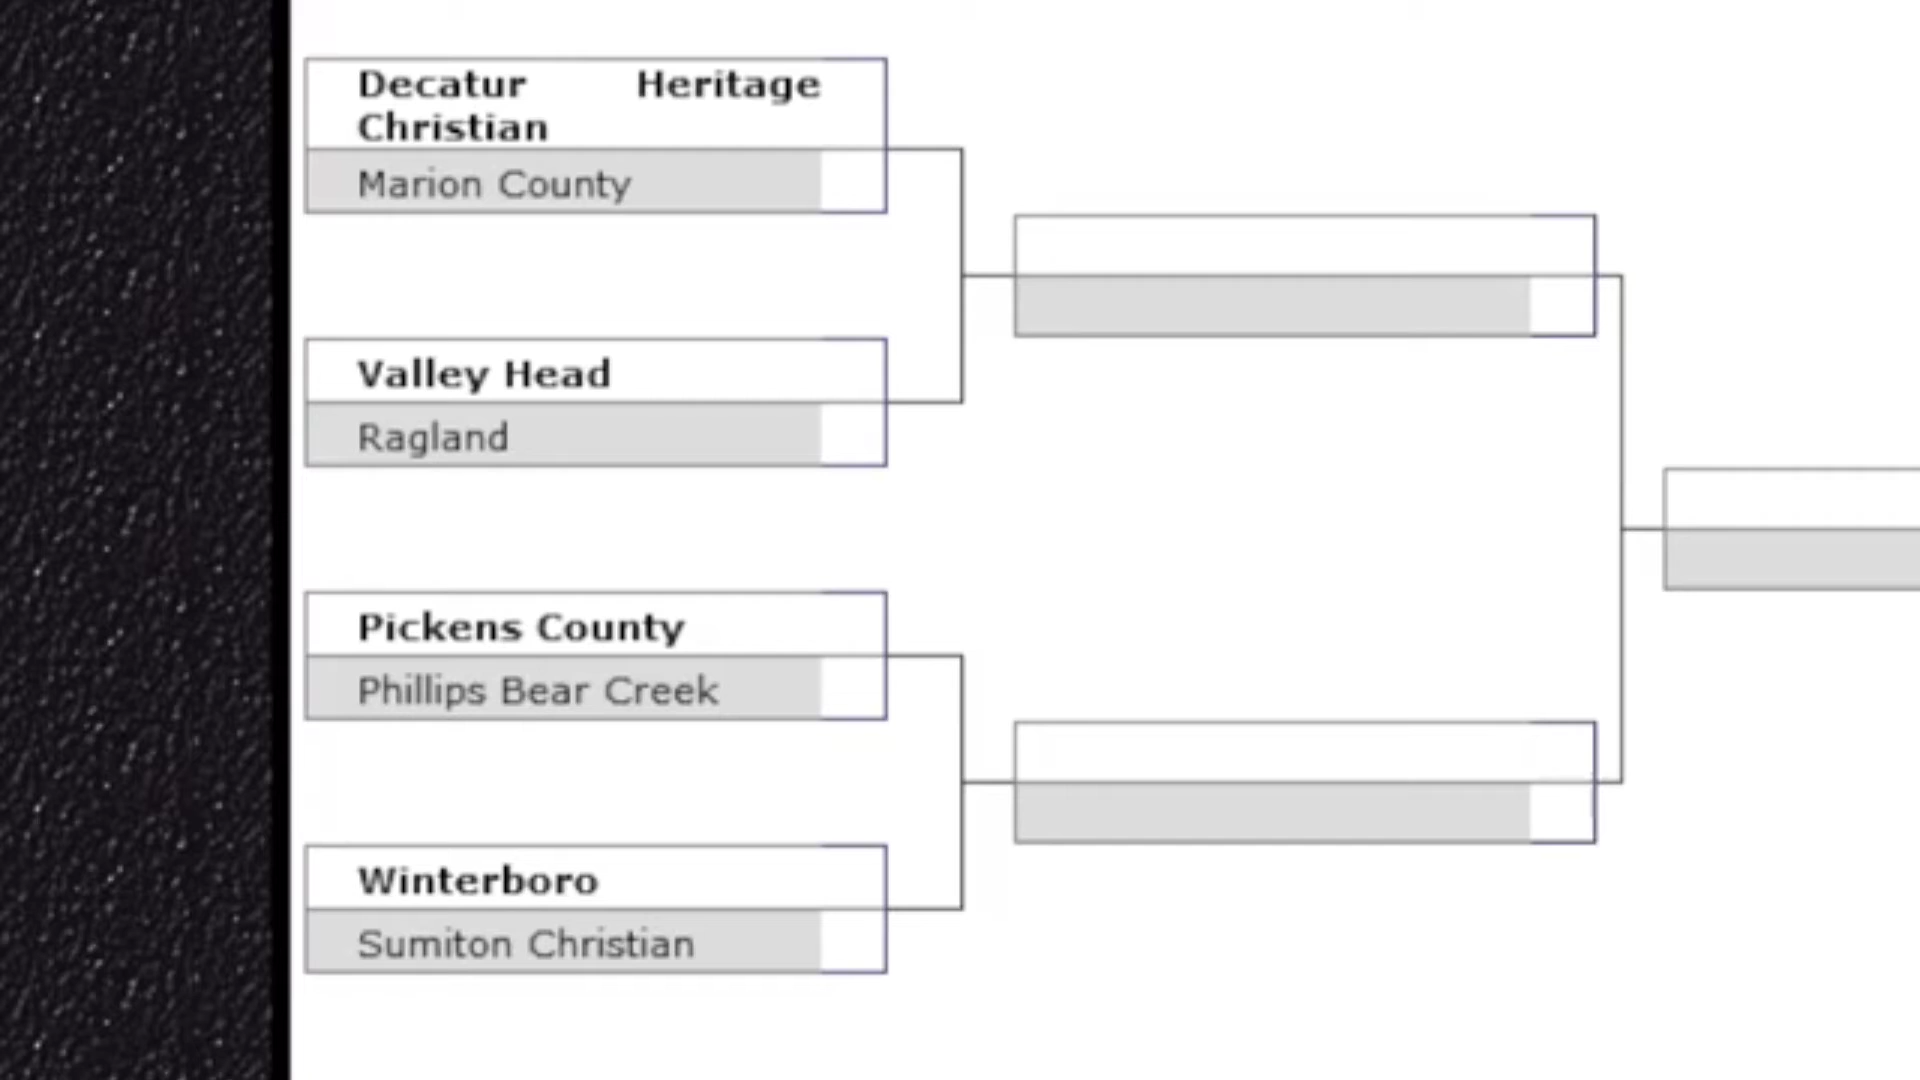 Decatur Heritage
Christian
Marion County
Valley Head
Ragland
Pickens County
Phillips Bear Creek
Winterboro
Sumiton Christian